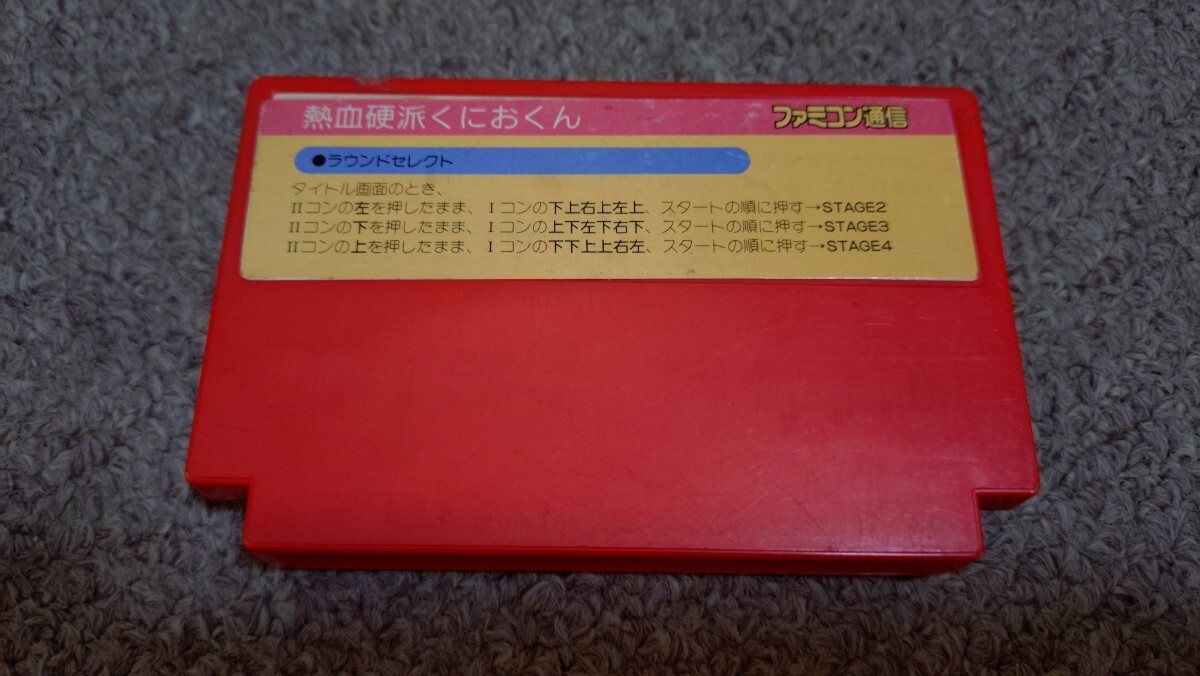 熱血硬派くにおくん ファミコン通信
●ラウンドセレクト
タイトル画面のとき、
IIコンの左を押したまま、Iコンの下上右上左上、スタートの順に押す→STAGE2
IIコンの下を押したまま、Iコンの上下左下右下、スタートの順に押す→STAGE3
IIコンの上を押したまま、Iコンの下下上上右左、スタートの順に押す→STAGE4